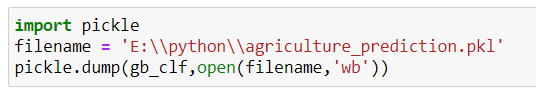 import pickle
filename = 'E:\\python\\agriculture_prediction.pkl'
pickle.dump(gb_clf,open(filename,'wb'))